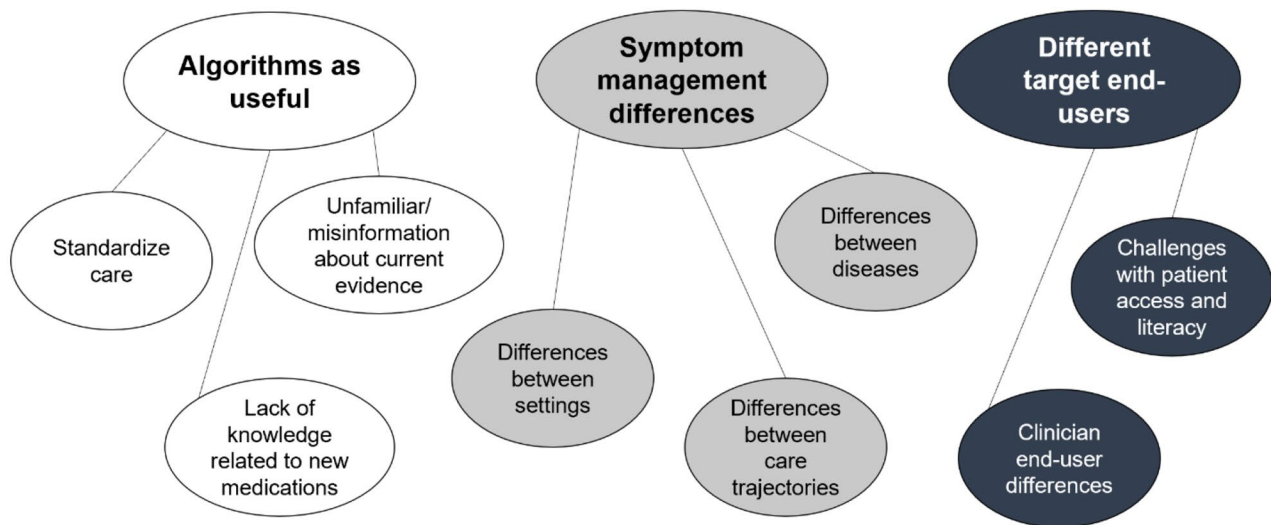 Algorithms as
useful
Standardize
care
Unfamiliar/
misinformation
about current
evidence
Lack of
knowledge
related to new
medications
Symptom
management
differences
Differences
between
settings
Differences
between
care
trajectories
Differences
between
diseases
Different
target end-
users
Clinician
end-user
differences
Challenges
with patient
access and
literacy